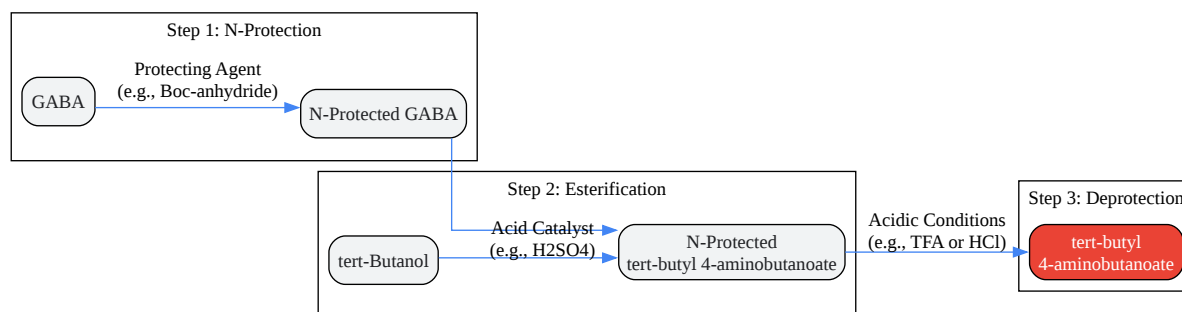 Step 1: N-Protection
GABA
Protecting Agent
(e.g., Boc-anhydride)
N-Protected GABA
Step 2: Esterification
tert-Butanol
Acid Catalyst
(e.g., H2SO4)
N-Protected
tert-butyl 4-aminobutanoate
Acidic Conditions
(e.g., TFA or HCl)
Step 3: Deprotection
tert-butyl
4-aminobutanoate